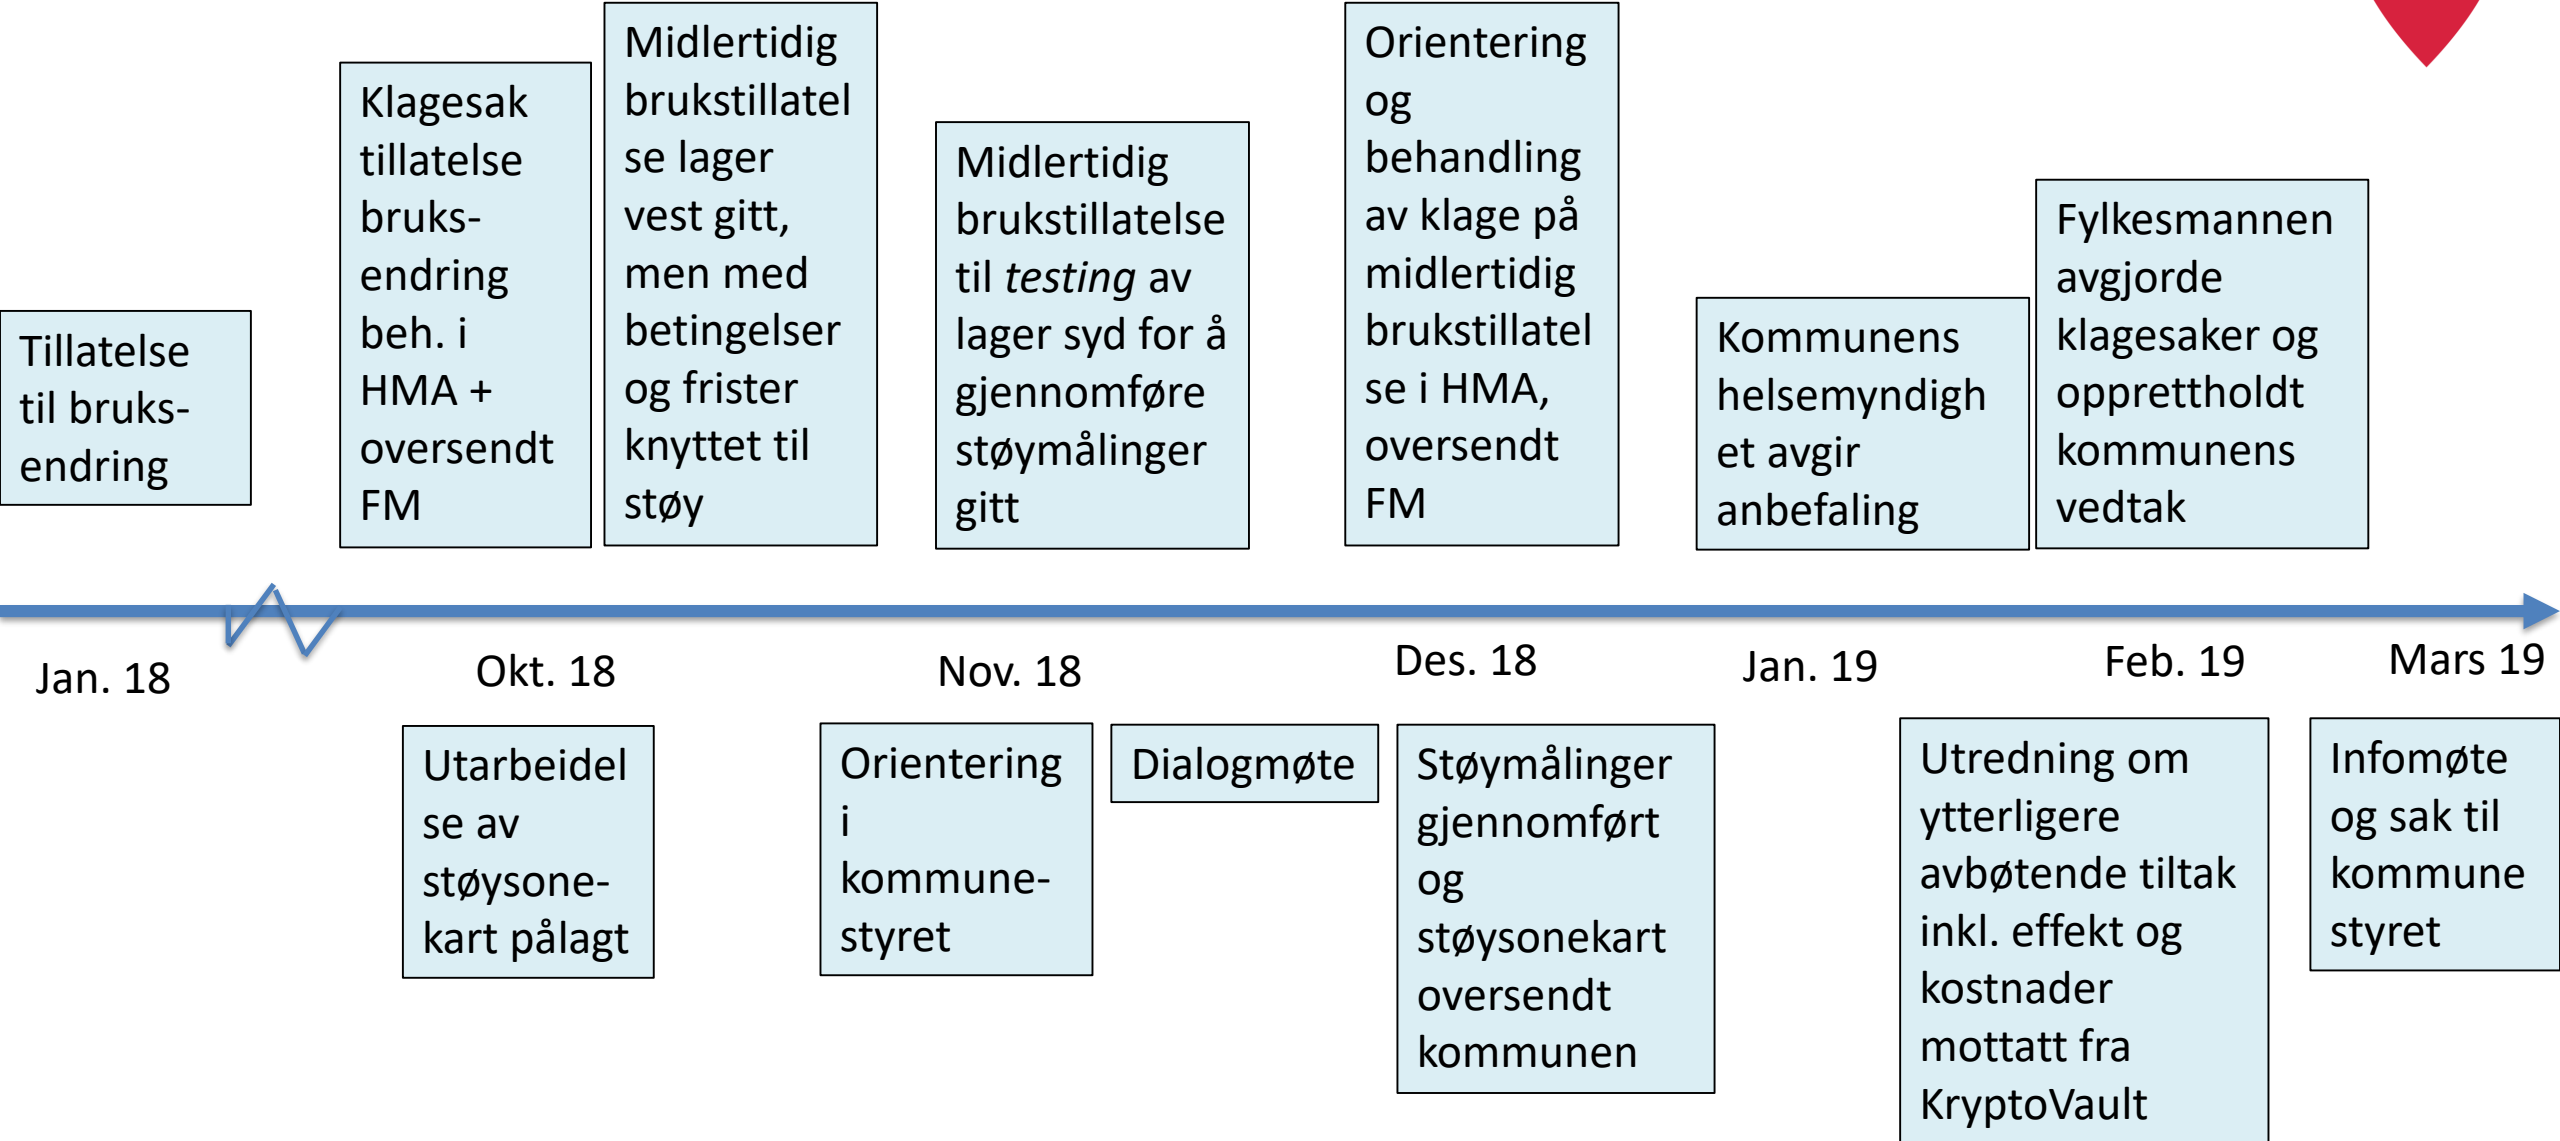 Tillatelse
til bruks-
endring
Klagesak
tillatelse
bruks-
endring
beh. i
HMA +
oversendt
FM
Midlertidig
brukstillatel
se lager
vest gitt,
men med
betingelser
og frister
knyttet til
støy
Midlertidig
brukstillatelse
til testing av
lager syd for å
gjennomføre
støymålinger
gitt
Orientering
og
behandling
av klage på
midlertidig
brukstillatel
se i HMA,
oversendt
FM
Kommunens
helsemyndigh
et avgir
anbefaling
Fylkesmannen
avgjorde
klagesaker og
opprettholdt
kommunens
vedtak
Jan. 18
Okt. 18
Nov. 18
Des. 18
Jan. 19
Feb. 19
Mars 19
Utarbeidel
se av
støysone-
kart pålagt
Orientering
i
kommune-
styret
Dialogmøte
Støymålinger
gjennomført
og
støysonekart
oversendt
kommunen
Utredning om
ytterligere
avbøtende tiltak
inkl. effekt og
kostnader
mottatt fra
KryptoVault
Infomøte
og sak til
kommune
styret